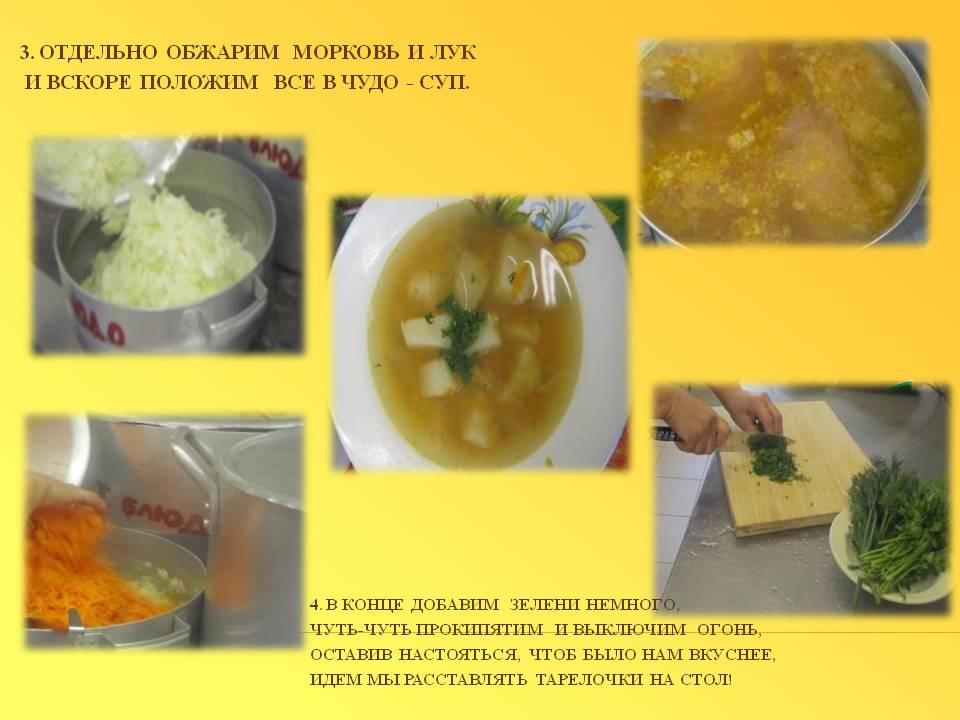 3. ОТДЕЛЬНО ОБЖАРИМ МОРКОВЬ И ЛУК
И ВСКОРЕ ПОЛОЖИМ ВСЕ В ЧУДО - СУП.
4. В КОНЦЕ ДОБАВИМ ЗЕЛЕНИ НЕМНОГО,
ЧУТЬ-ЧУТЬ ПРОКИПЯТИМ И ВЫКЛЮЧИМ ОГОНЬ,
ОСТАВИВ НАСТОЯТЬСЯ, ЧТОБ БЫЛО НАМ ВКУСНЕЕ,
ИДЕМ МЫ РАССТАВЛЯТЬ ТАРЕЛОЧКИ НА СТОЛ!